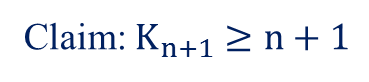 Claim: Kₙ₊₁ ≥ n + 1